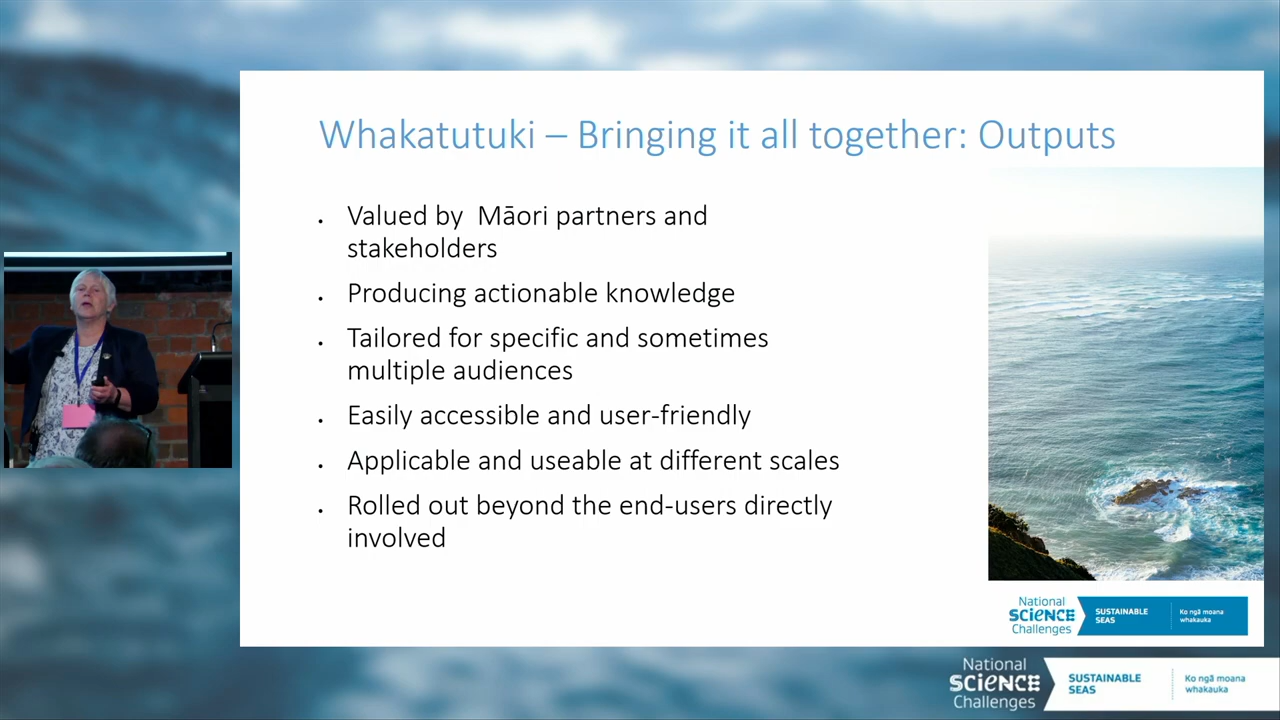 Whakatutuki – Bringing it all together: Outputs
• Valued by Māori partners and
stakeholders
• Producing actionable knowledge
• Tailored for specific and sometimes
multiple audiences
• Easily accessible and user-friendly
• Applicable and useable at different scales
• Rolled out beyond the end-users directly
involved
National
SCIENCE
Challenges
SUSTAINABLE
SEAS
Ko ngā moana
whakauka
National
SCIENCE
Challenges
SUSTAINABLE
SEAS
Ko ngā moana
whakauka